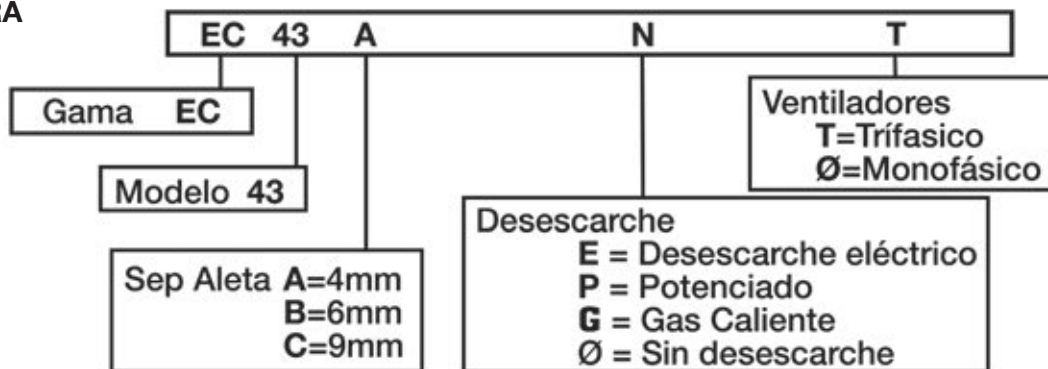 RA
EC 43 A N T
Gama EC
Modelo 43
Sep Aleta A=4mm
B=6mm
C=9mm
Desescarche
E = Desescarche eléctrico
P = Potenciado
G = Gas Caliente
Ø = Sin desescarche
Ventiladores
T=Trífasico
Ø=Monofásico